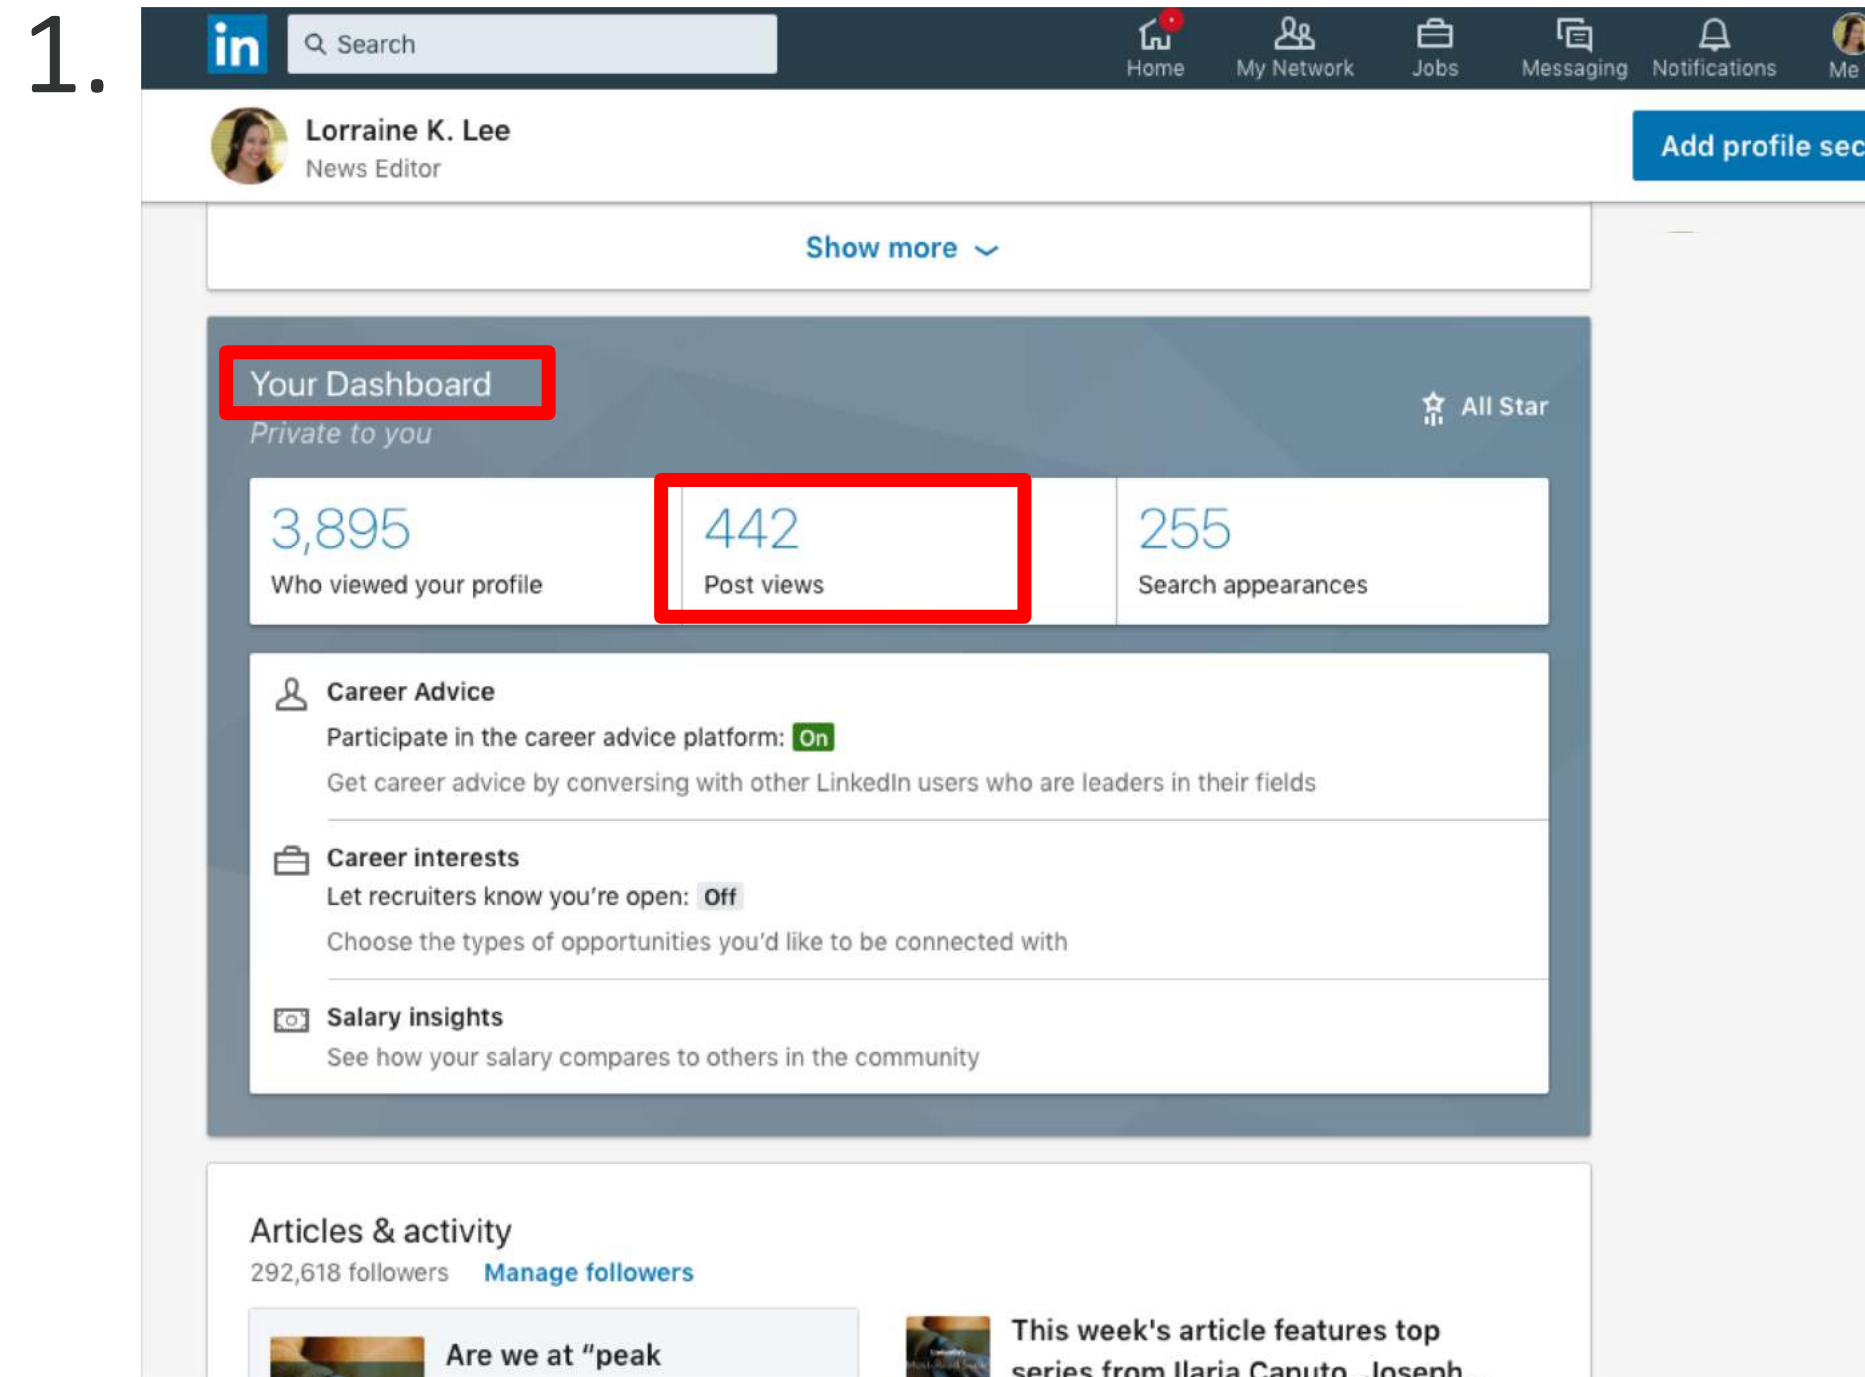 1.
in
Search
Home
My Network
Jobs
Messaging
Notifications
Me
Lorraine K. Lee
News Editor
Add profile sec
Show more
Your Dashboard
Private to you
All Star
3,895
Who viewed your profile
442
Post views
255
Search appearances
Career Advice
Participate in the career advice platform: On
Get career advice by conversing with other LinkedIn users who are leaders in their fields
Career interests
Let recruiters know you're open: Off
Choose the types of opportunities you'd like to be connected with
Salary insights
See how your salary compares to others in the community
Articles & activity
292,618 followers Manage followers
Are we at “peak
This week's article features top
series from Ilaria Caputo, Joseph